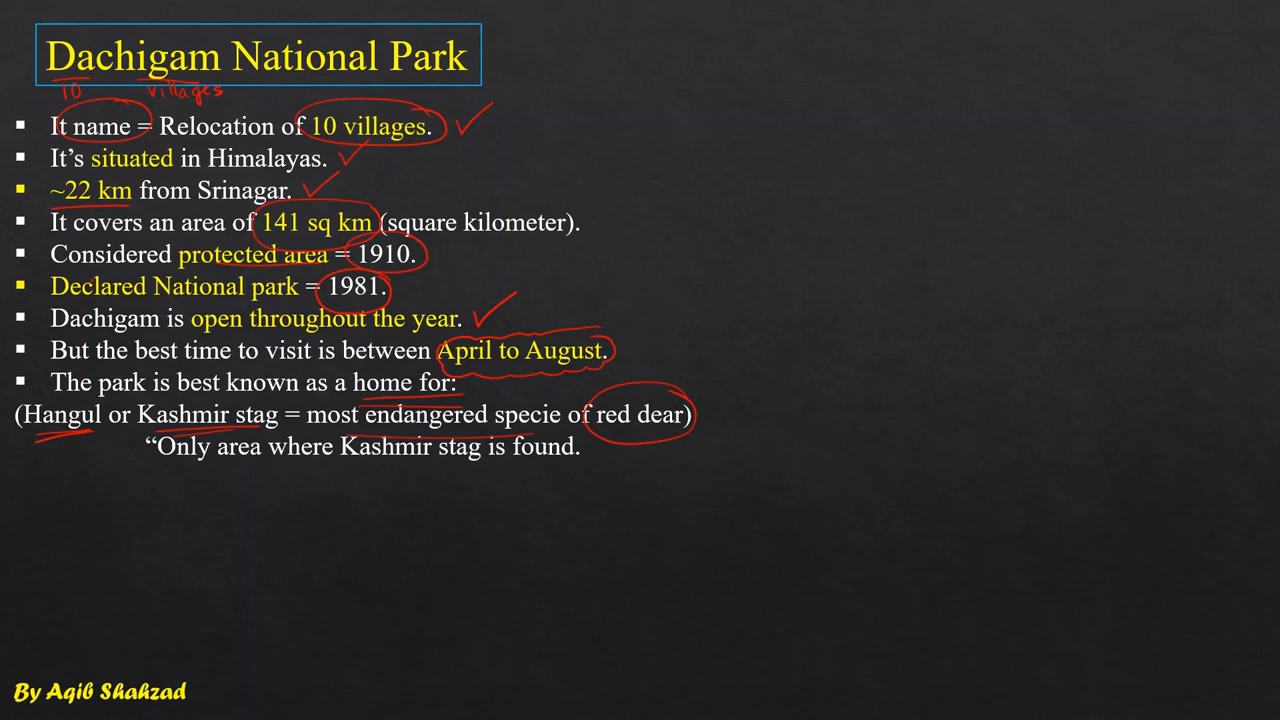 Dachigam National Park
10 villages
▪ It name = Relocation of 10 villages.
▪ It’s situated in Himalayas.
▪ ~22 km from Srinagar.
▪ It covers an area of 141 sq km (square kilometer).
▪ Considered protected area = 1910.
▪ Declared National park = 1981.
▪ Dachigam is open throughout the year.
▪ But the best time to visit is between April to August.
▪ The park is best known as a home for:
(Hangul or Kashmir stag = most endangered specie of red dear)
“Only area where Kashmir stag is found.
By Aqib Shahzad